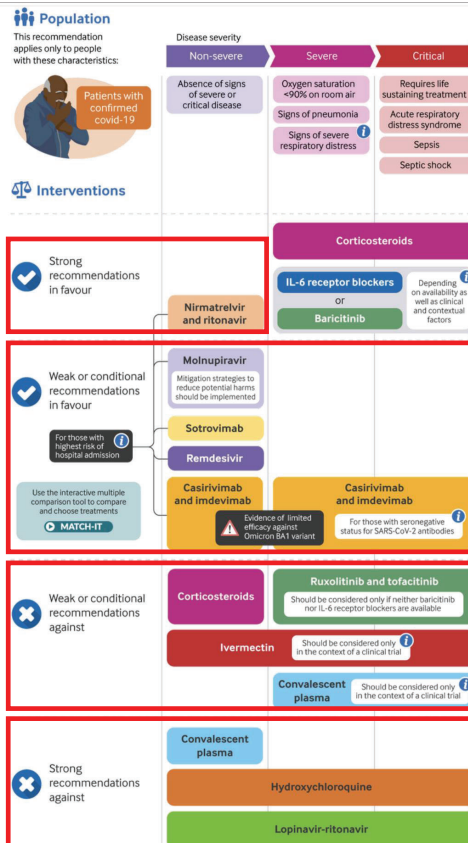 Population
This recommendation
applies only to people
with these characteristics:
Patients with
confirmed
covid-19
Disease severity
Non-severe
Severe
Critical
Absence of signs
of severe or
critical disease
Oxygen saturation
<90% on room air
Signs of pneumonia
Signs of severe
respiratory distress
Requires life
sustaining treatment
Acute respiratory
distress syndrome
Sepsis
Septic shock
Interventions
Corticosteroids
Strong
recommendations
in favour
IL-6 receptor blockers
or
Baricitinib
Depending
on availability as
well as clinical
and contextual
factors
Nirmatrelvir
and ritonavir
Weak or conditional
recommendations
in favour
Molnupiravir
Mitigation strategies to
reduce potential harms
should be implemented
For those with
highest risk of
hospital admission
Sotrovimab
Remdesivir
Use the interactive multiple
comparison tool to compare
and choose treatments
MATCH-IT
Casirivimab
and imdevimab
Evidence of limited
efficacy against
Omicron BA1 variant
Casirivimab
and imdevimab
For those with seronegative
status for SARS-CoV-2 antibodies
Weak or conditional
recommendations
against
Corticosteroids
Ruxolitinib and tofacitinib
Should be considered only if neither baricitinib
nor IL-6 receptor blockers are available
Ivermectin
Should be considered only
in the context of a clinical trial
Convalescent
plasma
Should be considered only
in the context of a clinical trial
Strong
recommendations
against
Convalescent
plasma
Hydroxychloroquine
Lopinavir-ritonavir